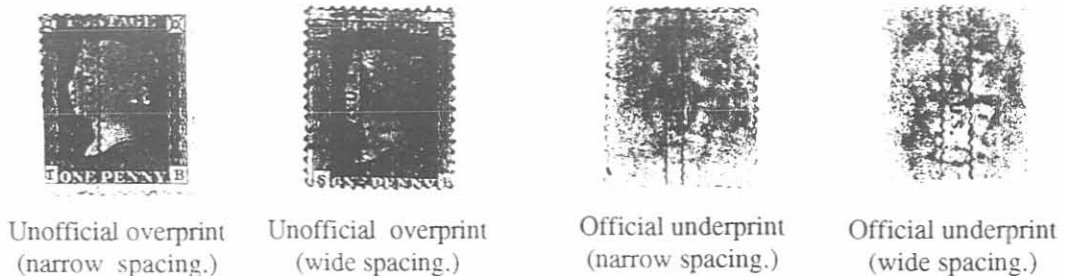 POSTAGE
T ONE PENNY B
Unofficial overprint
(narrow spacing.)
S PENNY
Unofficial overprint
(wide spacing.)
Official underprint
(narrow spacing.)
Official underprint
(wide spacing.)